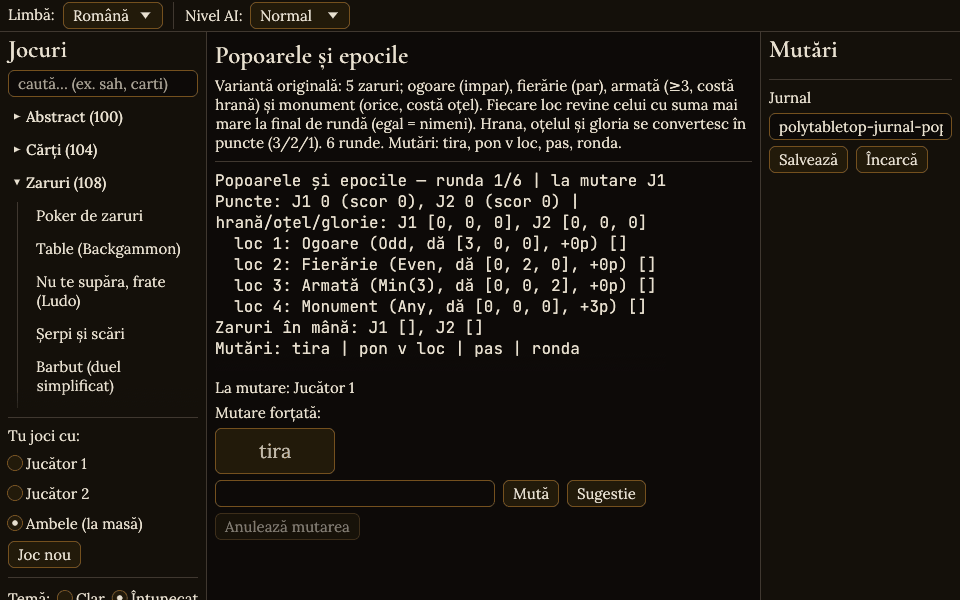 Limbă: Română ▼ Nivel AI: Normal ▼
Jocuri
caută... (ex. sah, carti)
▸ Abstract (100)
▸ Cărți (104)
▾ Zaruri (108)
Poker de zaruri
Table (Backgammon)
Nu te supăra, frate
(Ludo)
Șerpi și scări
Barbut (duel
simplificat)
Tu joci cu:
Jucător 1
Jucător 2
Ambele (la masă)
Joc nou
Temă: Clar Întunecat
Popoarele și epocile
Variantă originală: 5 zaruri; ogoare (impar), fierărie (par), armată (≥3, costă
hrană) și monument (orice, costă oțel). Fiecare loc revine celui cu suma mai
mare la final de rundă (egal = nimeni). Hrana, oțelul și gloria se convertesc în
puncte (3/2/1). 6 runde. Mutări: tira, pon v loc, pas, ronda.
Popoarele și epocile — runda 1/6 | la mutare J1
Puncte: J1 0 (scor 0), J2 0 (scor 0) |
hrană/oțel/glorie: J1 [0, 0, 0], J2 [0, 0, 0]
loc 1: Ogoare (Odd, dă [3, 0, 0], +0p) []
loc 2: Fierărie (Even, dă [0, 2, 0], +0p) []
loc 3: Armată (Min(3), dă [0, 0, 2], +0p) []
loc 4: Monument (Any, dă [0, 0, 0], +3p) []
Zaruri în mână: J1 [], J2 []
Mutări: tira | pon v loc | pas | ronda
La mutare: Jucător 1
Mutare forțată:
tira
Mută Sugestie
Anulează mutarea
Mutări
Jurnal
polytabletop-jurnal-pop
Salvează Încarcă